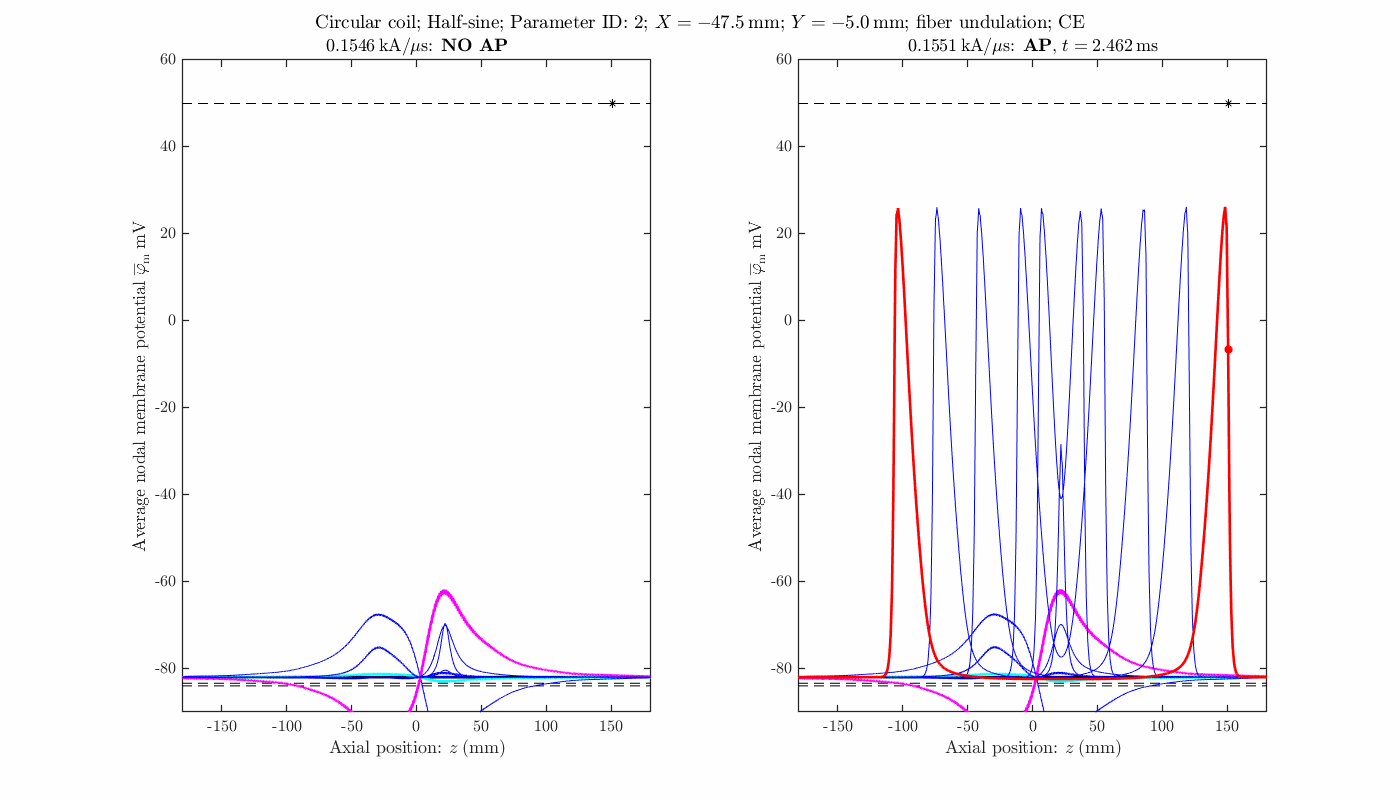 Circular coil; Half-sine; Parameter ID: 2; X = −47.5 mm; Y = −5.0 mm; fiber undulation; CE
0.1546 kA/μs: NO AP
60
40
20
0
-20
-40
-60
-80
Average nodal membrane potential φ̅m mV
-150 -100 -50 0 50 100 150
Axial position: z (mm)
0.1551 kA/μs: AP, t = 2.462 ms
60
40
20
0
-20
-40
-60
-80
Average nodal membrane potential φ̅m mV
-150 -100 -50 0 50 100 150
Axial position: z (mm)